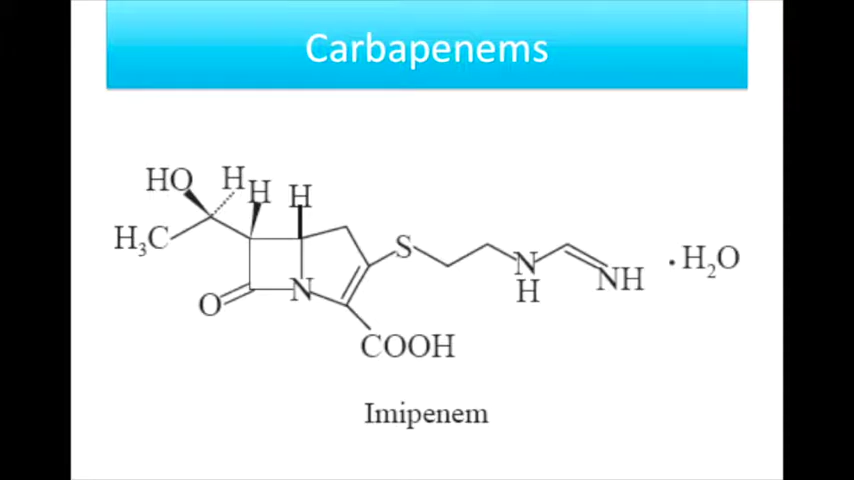 Carbapenems
HO H H H
H₃C S N H NH · H₂O
O N
COOH
Imipenem